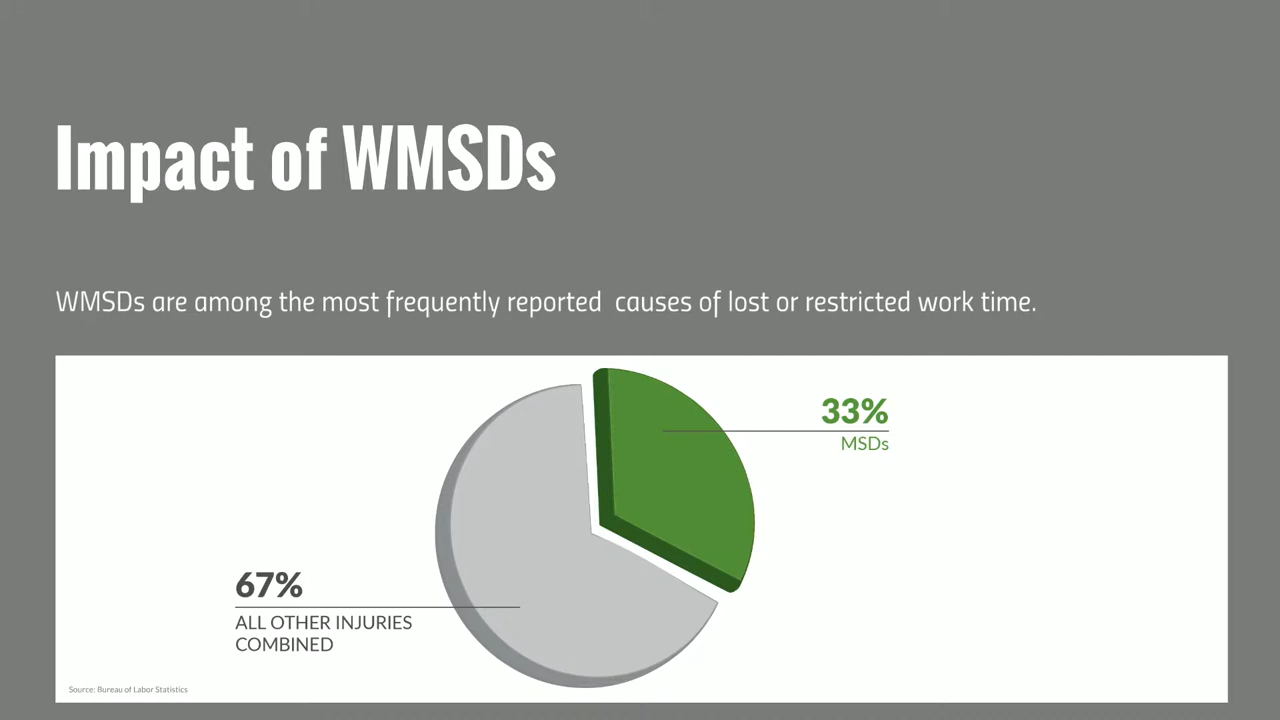 Impact of WMSDs
WMSDs are among the most frequently reported  causes of lost or restricted work time.
33%
MSDs
67%
ALL OTHER INJURIES
COMBINED
Source: Bureau of Labor Statistics